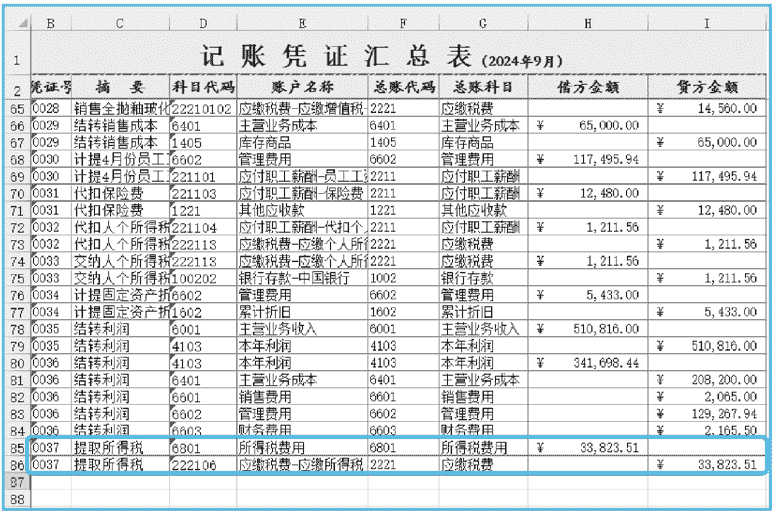 B C D E F G H I
1 记 账 凭 证 汇 总 表 (2024年9月)
2 凭证号 摘 要 科目代码 账户名称 总账代码 总账科目 借方金额 贷方金额
65 0028 销售全抛釉玻化 22210102 应缴税费-应缴增值税- 2221 应缴税费 ¥ 14,560.00
66 0029 结转销售成本 6401 主营业务成本 6401 主营业务成本 ¥ 65,000.00
67 0029 结转销售成本 1405 库存商品 1405 库存商品 ¥ 65,000.00
68 0030 计提4月份员工 6602 管理费用 6602 管理费用 ¥ 117,495.94
69 0030 计提4月份员工 221101 应付职工薪酬-员工工 2211 应付职工薪酬 ¥ 117,495.94
70 0031 代扣保险费 221103 应付职工薪酬-保险费 2211 应付职工薪酬 ¥ 12,480.00
71 0031 代扣保险费 1221 其他应收款 1221 其他应收款 ¥ 12,480.00
72 0032 代扣人个所得税 221104 应付职工薪酬-代扣个 2211 应付职工薪酬 ¥ 1,211.56
73 0032 代扣人个所得税 222113 应缴税费-应缴个人所 2221 应缴税费 ¥ 1,211.56
74 0033 交纳人个所得税 222113 应缴税费-应缴个人所 2221 应缴税费 ¥ 1,211.56
75 0033 交纳人个所得税 100202 银行存款-中国银行 1002 银行存款 ¥ 1,211.56
76 0034 计提固定资产折 6602 管理费用 6602 管理费用 ¥ 5,433.00
77 0034 计提固定资产折 1602 累计折旧 1602 累计折旧 ¥ 5,433.00
78 0035 结转利润 6001 主营业务收入 6001 主营业务收入 ¥ 510,816.00
79 0035 结转利润 4103 本年利润 4103 本年利润 ¥ 510,816.00
80 0036 结转利润 4103 本年利润 4103 本年利润 ¥ 341,698.44
81 0036 结转利润 6401 主营业务成本 6401 主营业务成本 ¥ 208,200.00
82 0036 结转利润 6601 销售费用 6601 销售费用 ¥ 2,065.00
83 0036 结转利润 6602 管理费用 6602 管理费用 ¥ 129,267.94
84 0036 结转利润 6603 财务费用 6603 财务费用 ¥ 2,165.50
85 0037 提取所得税 6801 所得税费用 6801 所得税费用 ¥ 33,823.51
86 0037 提取所得税 222106 应缴税费-应缴所得税 2221 应缴税费 ¥ 33,823.51
87
88